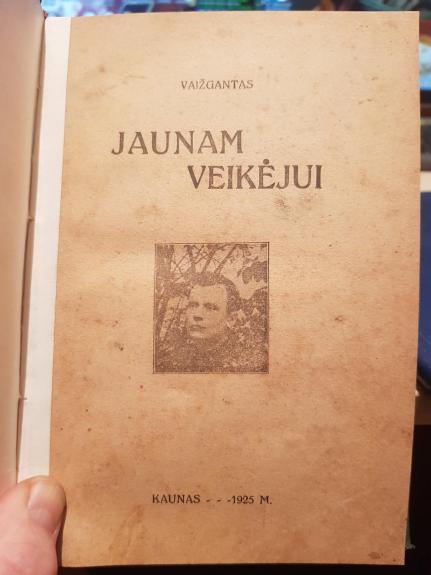 VAIŽGANTAS
JAUNAM
VEIKĖJUI
KAUNAS - - -1925 M.